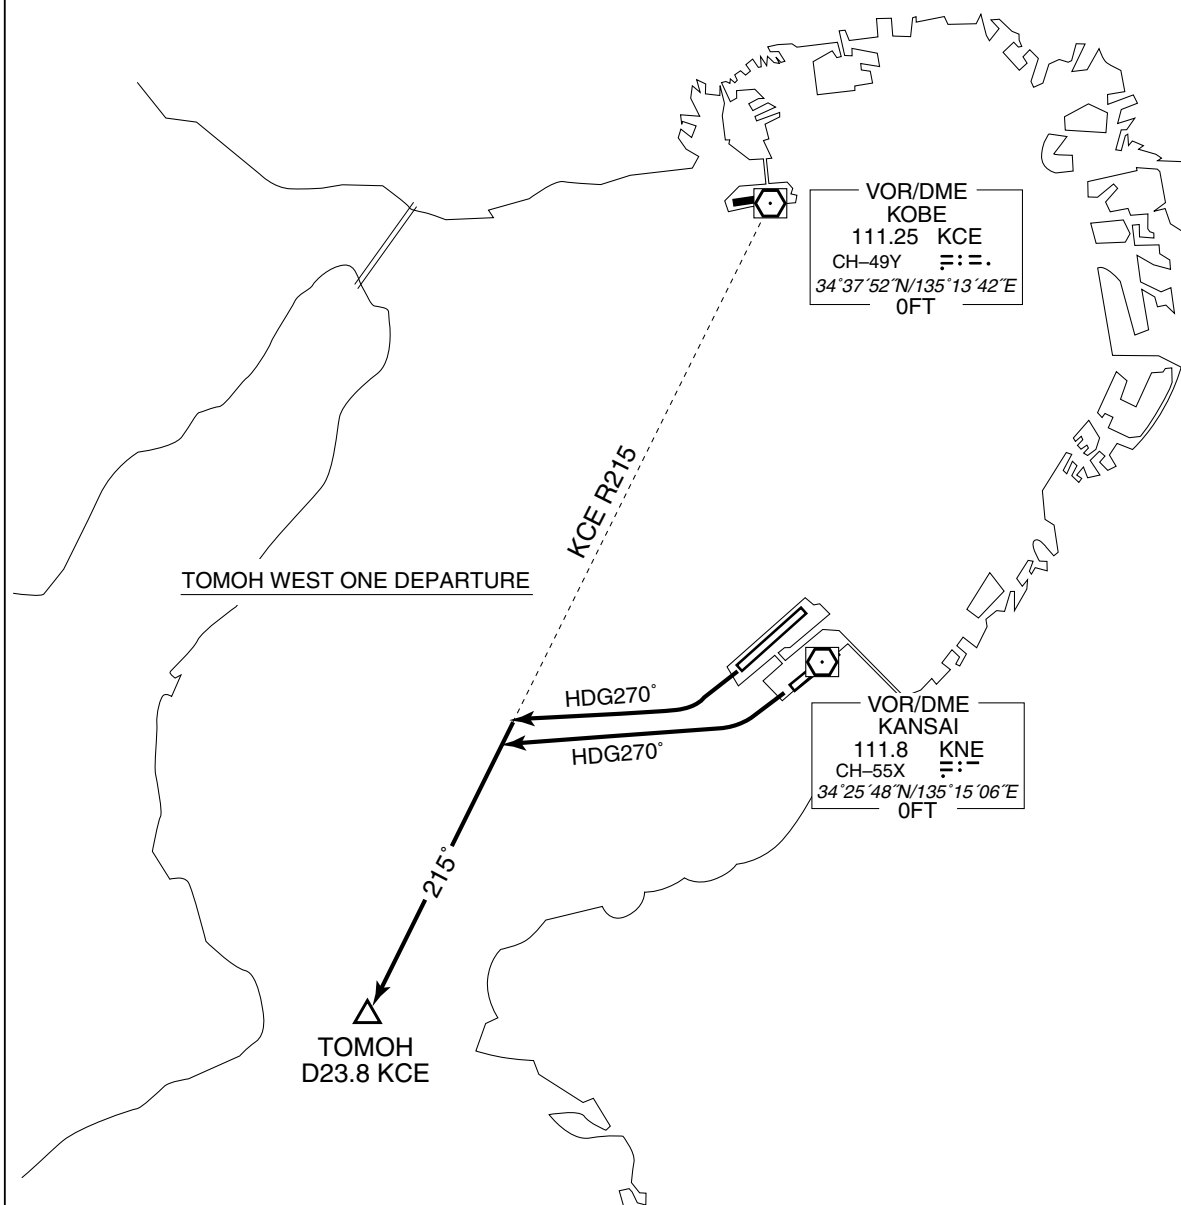 VOR/DME
KOBE
111.25 KCE
CH–49Y
34°37´52˝N/135°13´42˝E
0FT
KCE R215
TOMOH WEST ONE DEPARTURE
HDG270°
HDG270°
VOR/DME
KANSAI
111.8 KNE
CH–55X
34°25´48˝N/135°15´06˝E
0FT
215°
TOMOH
D23.8 KCE